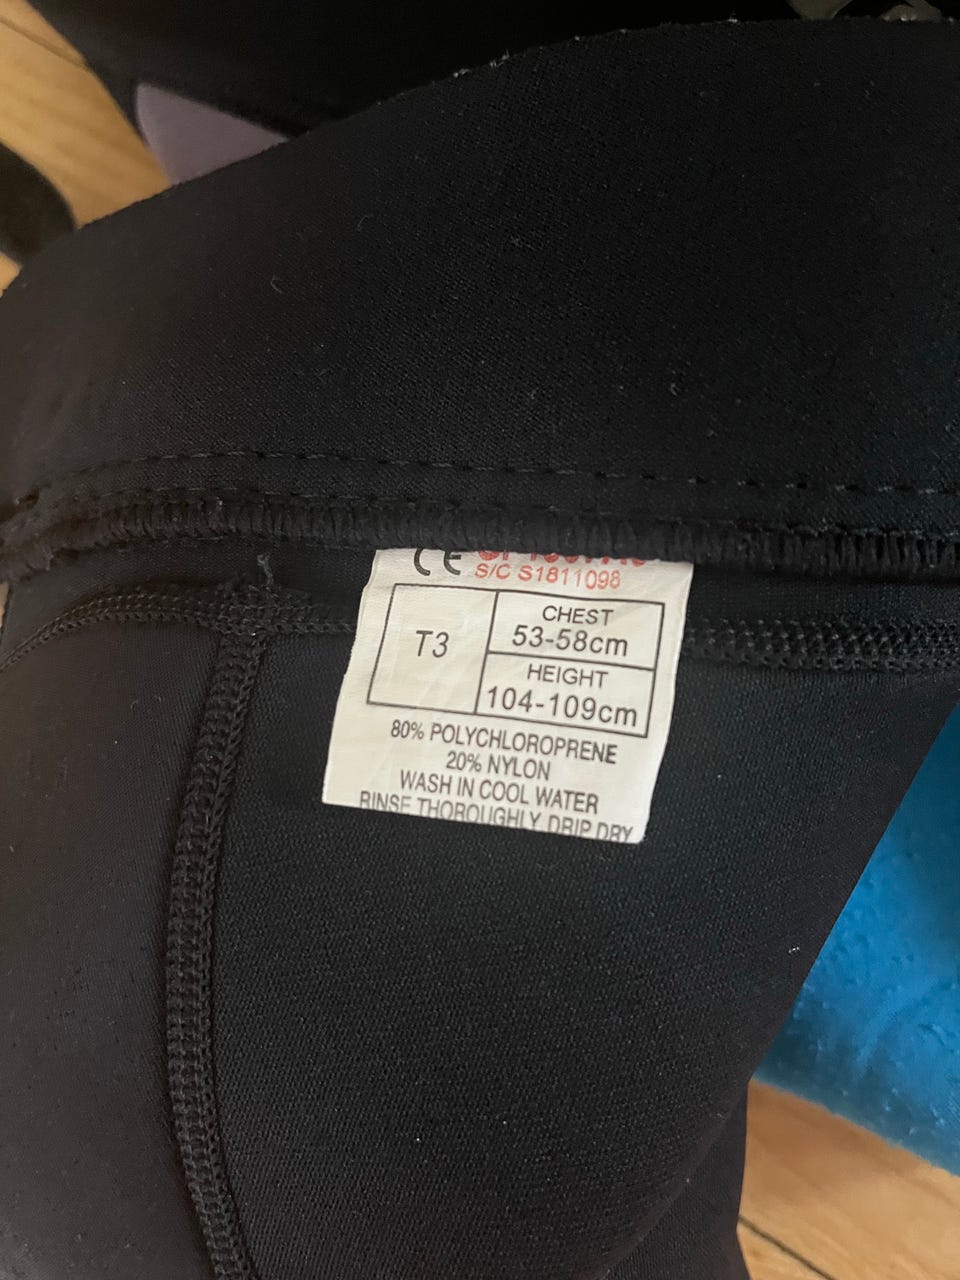 CE
S/C S1811098
T3
CHEST
53-58cm
HEIGHT
104-109cm
80% POLYCHLOROPRENE
20% NYLON
WASH IN COOL WATER
RINSE THOROUGHLY. DRIP DRY